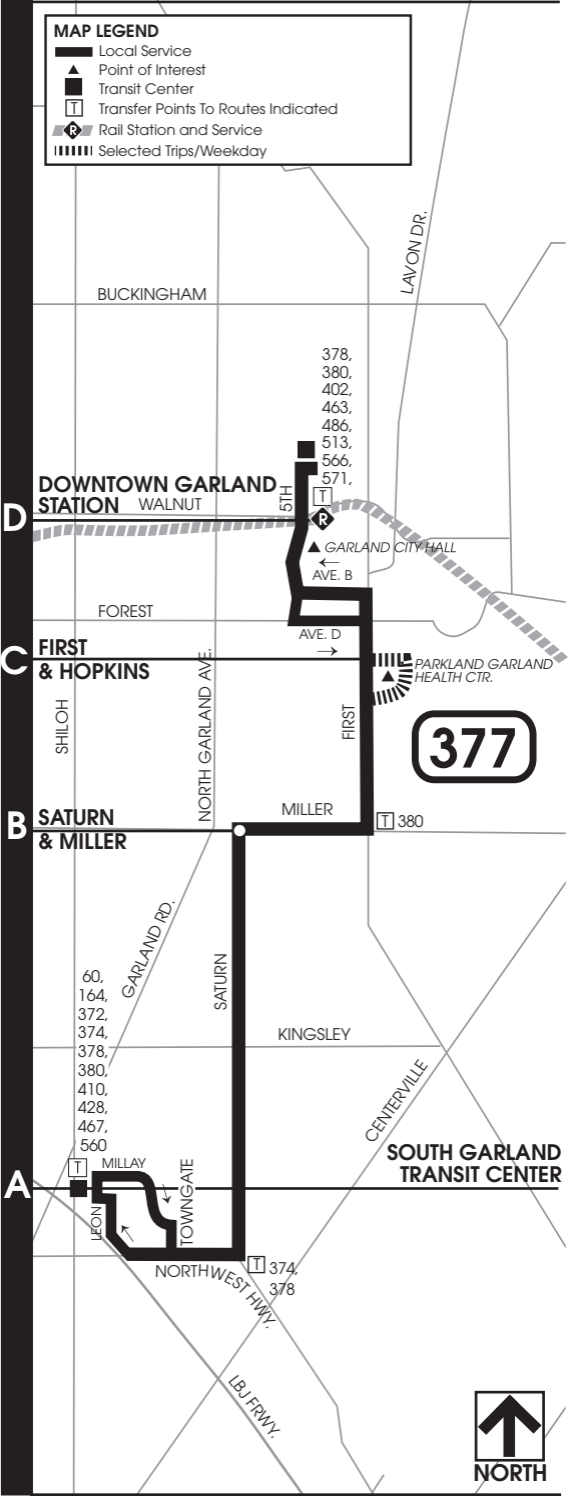 MAP LEGEND
Local Service
Point of Interest
Transit Center
T Transfer Points To Routes Indicated
R Rail Station and Service
Selected Trips/Weekday
LAVON DR.
BUCKINGHAM
378,
380,
402,
463,
486,
513,
566,
571,
T
DOWNTOWN GARLAND
STATION
WALNUT
5TH
D
R
GARLAND CITY HALL
AVE. B
FOREST
AVE. D
C
FIRST
& HOPKINS
PARKLAND GARLAND
HEALTH CTR.
SHILOH
NORTH GARLAND AVE.
FIRST
377
MILLER
B
SATURN
& MILLER
T 380
GARLAND RD.
SATURN
60,
164,
372,
374,
378,
380,
410,
428,
467,
560
T
KINGSLEY
CENTERVILLE
SOUTH GARLAND
TRANSIT CENTER
A
MILLAY
LEON
TOWNGATE
NORTHWEST HWY.
T 374,
378
LBJ FRWY.
NORTH